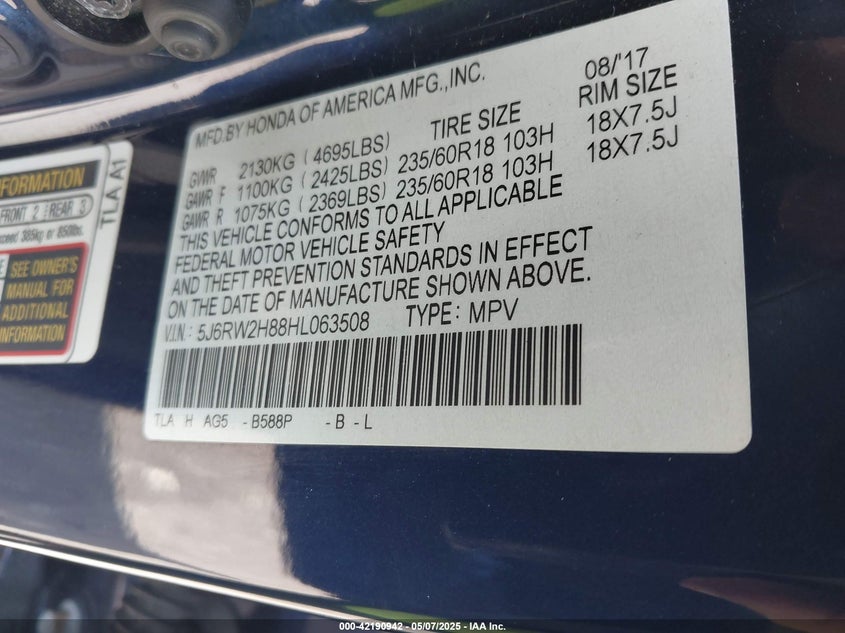 MFD.BY HONDA OF AMERICA MFG.,INC. 08/'17
TIRE SIZE RIM SIZE
GVWR 2130KG ( 4695LBS)
GAWR F 1100KG ( 2425LBS) 235/60R18 103H 18X7.5J
GAWR R 1075KG ( 2369LBS) 235/60R18 103H 18X7.5J
THIS VEHICLE CONFORMS TO ALL APPLICABLE
FEDERAL MOTOR VEHICLE SAFETY
AND THEFT PREVENTION STANDARDS IN EFFECT
ON THE DATE OF MANUFACTURE SHOWN ABOVE.
V.I.N.: 5J6RW2H88HL063508 TYPE: MPV
TLA H AG5 - B588P - B - L
FRONT 2 REAR 3
385kg or 850lbs.
SEE OWNER'S
MANUAL FOR
ADDITIONAL
INFORMATION
TLA A1
000-42190942 - 05/07/2025 - IAA Inc.